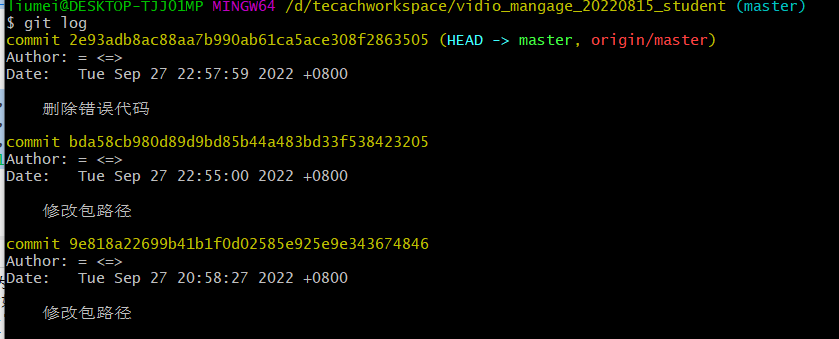 liumei@DESKTOP-TJJ01MP MINGW64 /d/tecachworkspace/vidio_mangage_20220815_student (master)
$ git log
commit 2e93adb8ac88aa7b990ab61ca5ace308f2863505 (HEAD -> master, origin/master)
Author: = <=>
Date:   Tue Sep 27 22:57:59 2022 +0800
删除错误代码
commit bda58cb980d89d9bd85b44a483bd33f538423205
Author: = <=>
Date:   Tue Sep 27 22:55:00 2022 +0800
修改包路径
commit 9e818a22699b41b1f0d02585e925e9e343674846
Author: = <=>
Date:   Tue Sep 27 20:58:27 2022 +0800
修改包路径